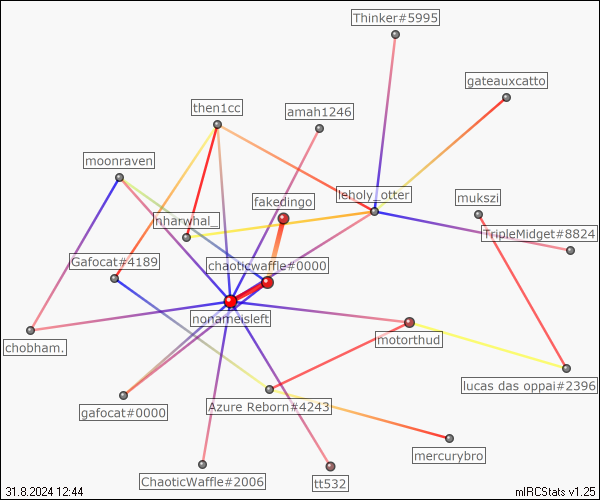 Thinker#5995
gateauxcatto
then1cc
amah1246
moonraven
fakedingo
leholy_otter
mukszi
nharwhal_
TripleMidget#8824
Gafocat#4189
chaoticwaffle#0000
nonameisleft
motorthud
chobham.
lucas das oppai#2396
gafocat#0000
Azure Reborn#4243
mercurybro
ChaoticWaffle#2006
tt532
31.8.2024 12:44
mIRCStats v1.25